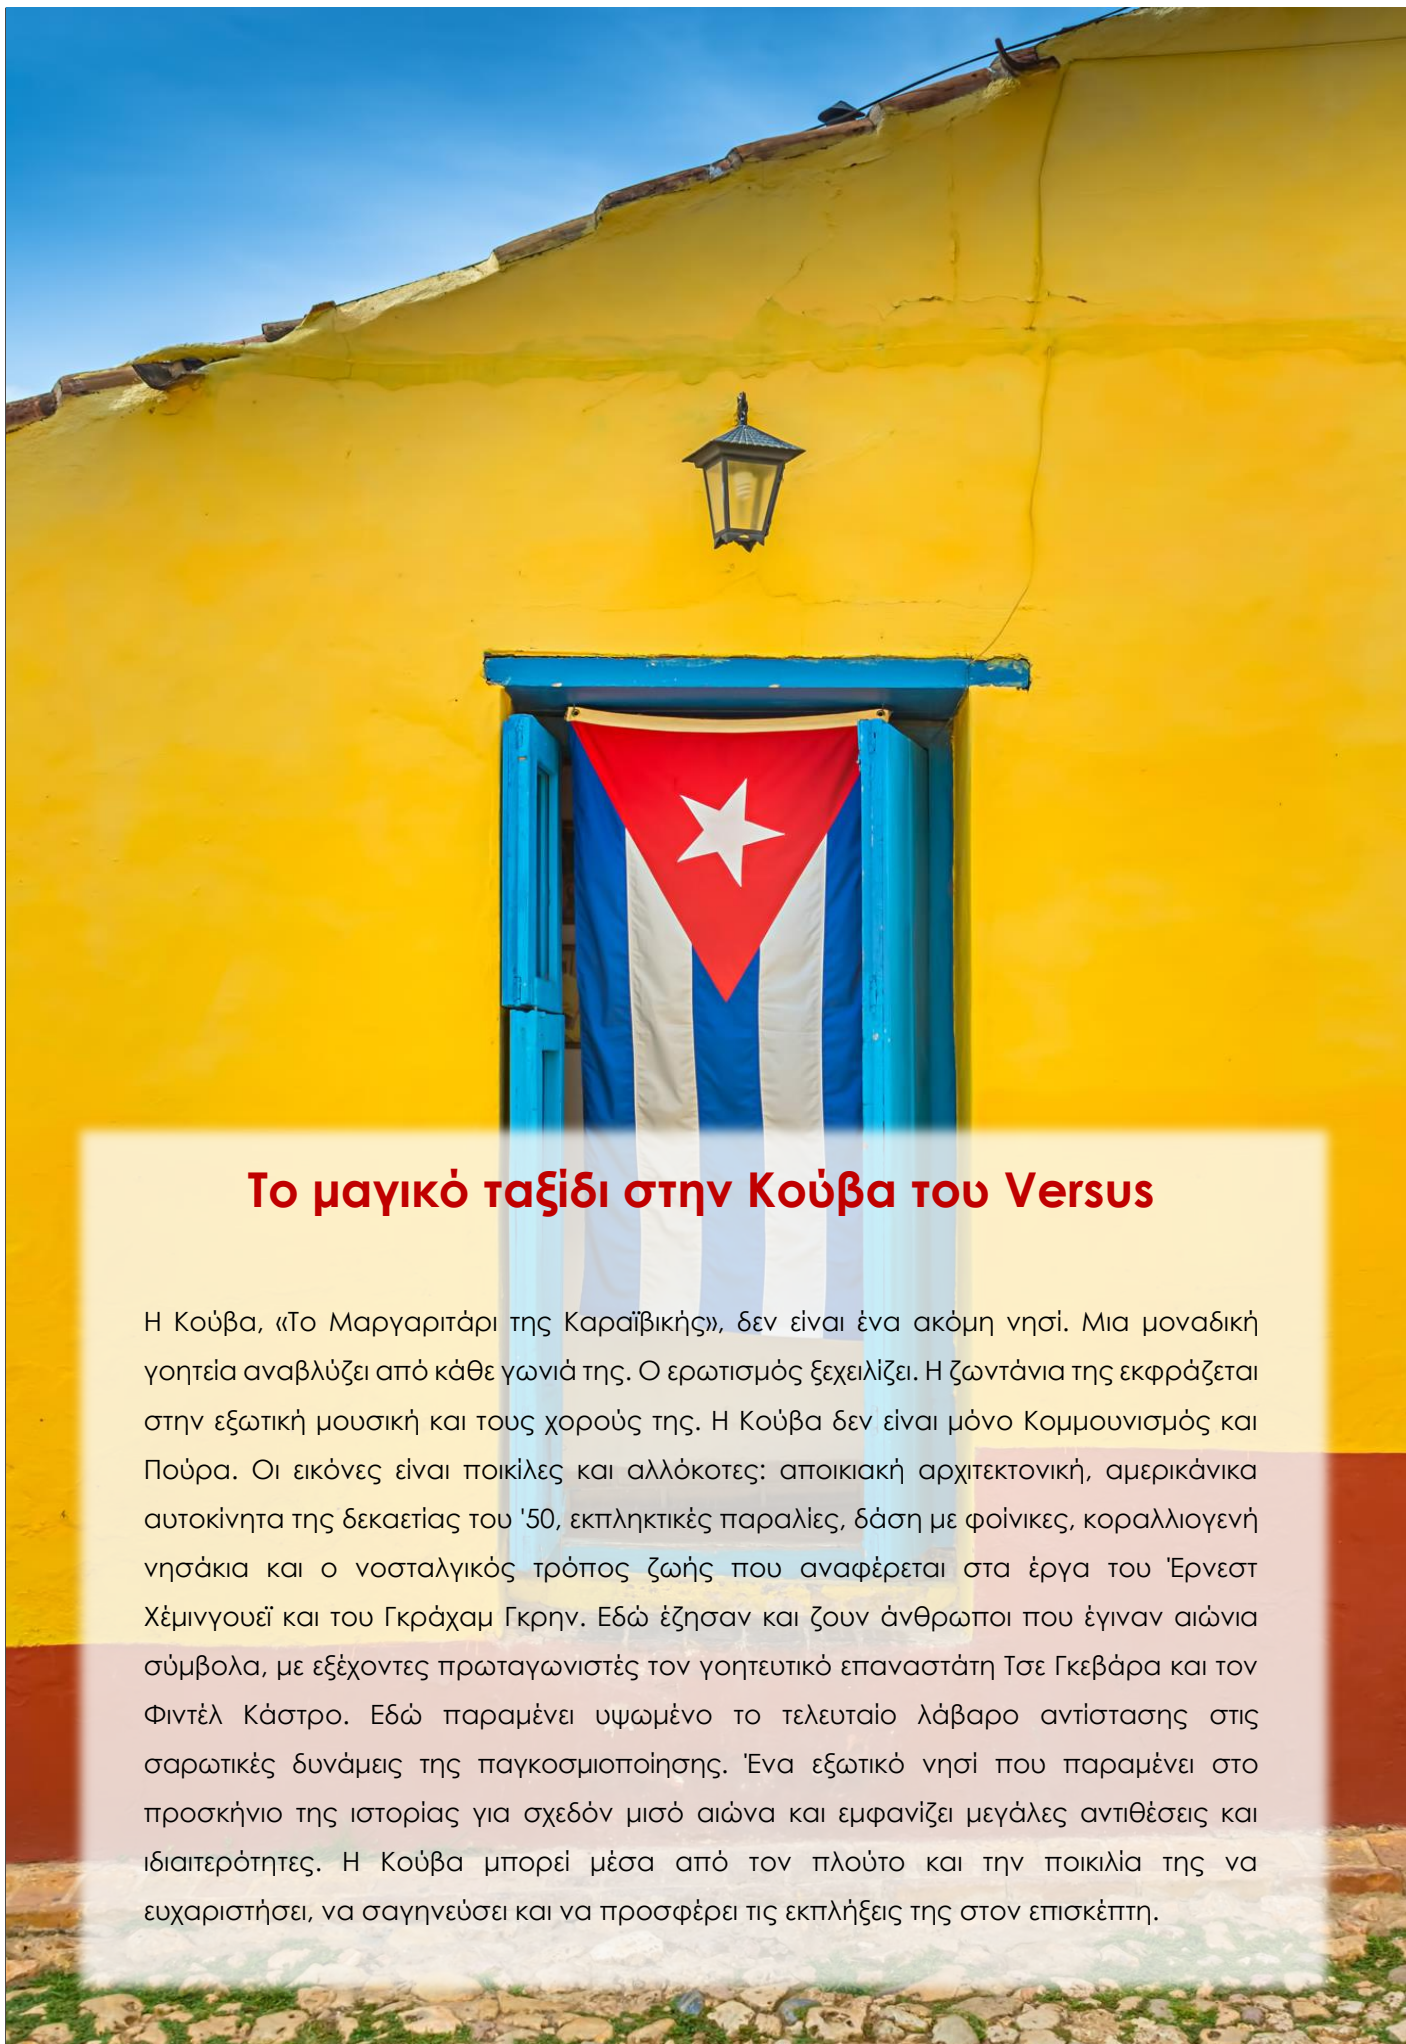 Το μαγικό ταξίδι στην Κούβα του Versus
Η Κούβα, «Το Μαργαριτάρι της Καραϊβικής», δεν είναι ένα ακόμη νησί. Μια μοναδική
γοητεία αναβλύζει από κάθε γωνιά της. Ο ερωτισμός ξεχειλίζει. Η ζωντάνια της εκφράζεται
στην εξωτική μουσική και τους χορούς της. Η Κούβα δεν είναι μόνο Κομμουνισμός και
Πούρα. Οι εικόνες είναι ποικίλες και αλλόκοτες: αποικιακή αρχιτεκτονική, αμερικάνικα
αυτοκίνητα της δεκαετίας του '50, εκπληκτικές παραλίες, δάση με φοίνικες, κοραλλιογενή
νησάκια και ο νοσταλγικός τρόπος ζωής που αναφέρεται στα έργα του Έρνεστ
Χέμινγουεϊ και του Γκράχαμ Γκρην. Εδώ έζησαν και ζουν άνθρωποι που έγιναν αιώνια
σύμβολα, με εξέχοντες πρωταγωνιστές τον γοητευτικό επαναστάτη Τσε Γκεβάρα και τον
Φιντέλ Κάστρο. Εδώ παραμένει υψωμένο το τελευταίο λάβαρο αντίστασης στις
σαρωτικές δυνάμεις της παγκοσμιοποίησης. Ένα εξωτικό νησί που παραμένει στο
προσκήνιο της ιστορίας για σχεδόν μισό αιώνα και εμφανίζει μεγάλες αντιθέσεις και
ιδιαιτερότητες. Η Κούβα μπορεί μέσα από τον πλούτο και την ποικιλία της να
ευχαριστήσει, να σαγηνεύσει και να προσφέρει τις εκπλήξεις της στον επισκέπτη.